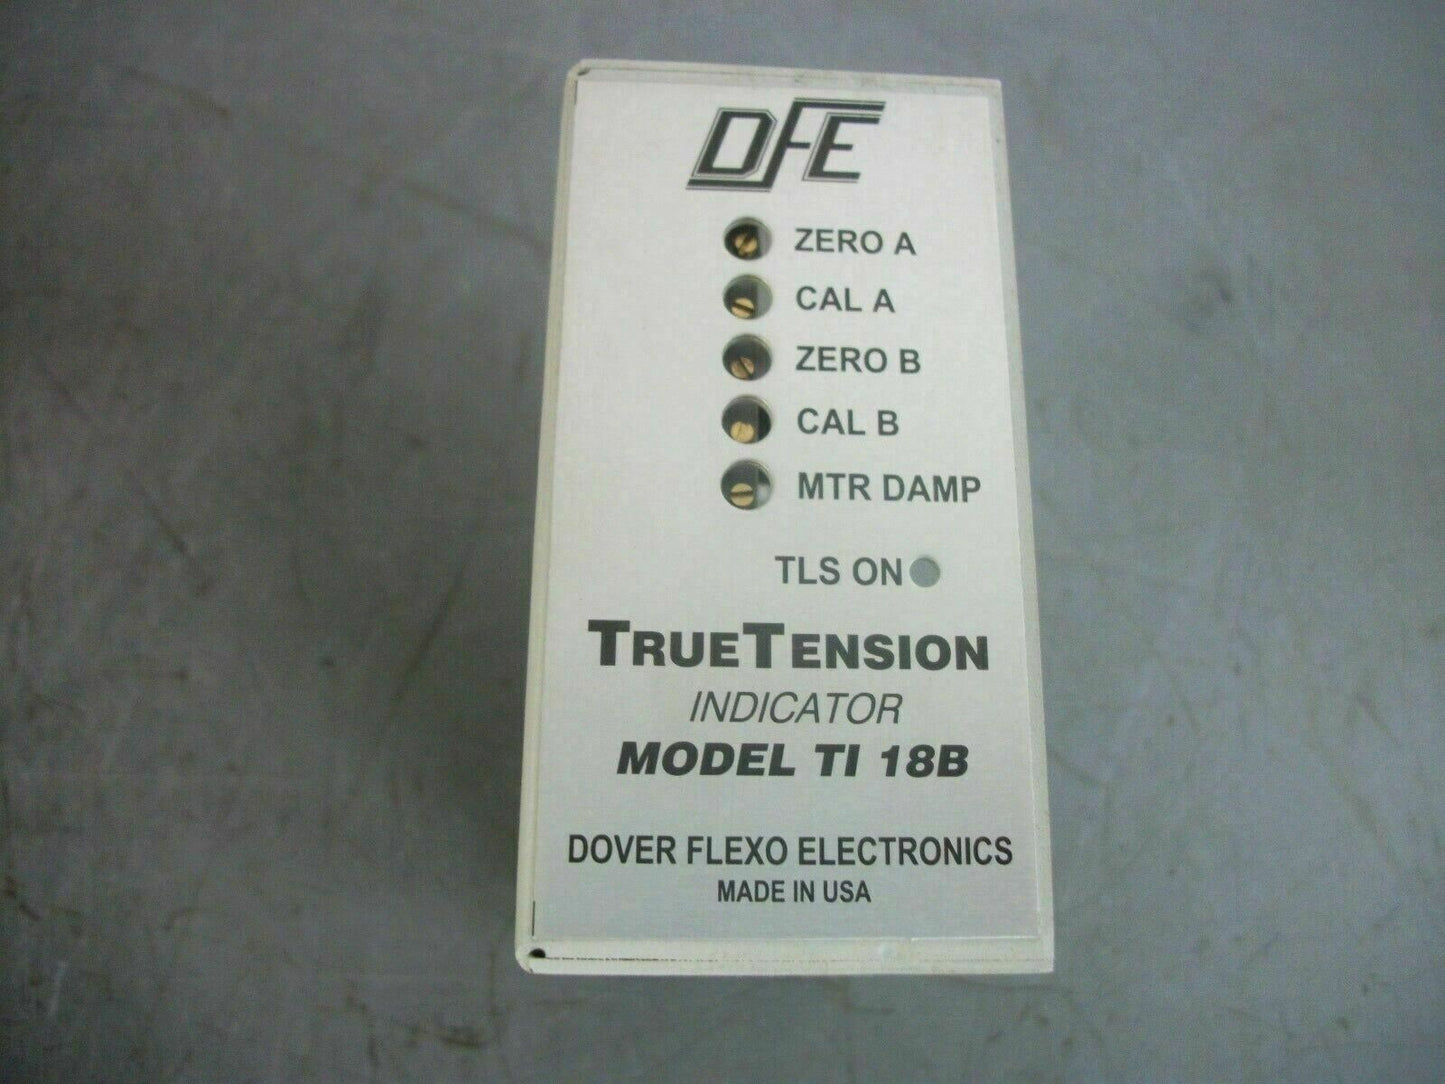 DFE
ZERO A
CAL A
ZERO B
CAL B
MTR DAMP
TLS ON
TRUETENSION
INDICATOR
MODEL TI 18B
DOVER FLEXO ELECTRONICS
MADE IN USA